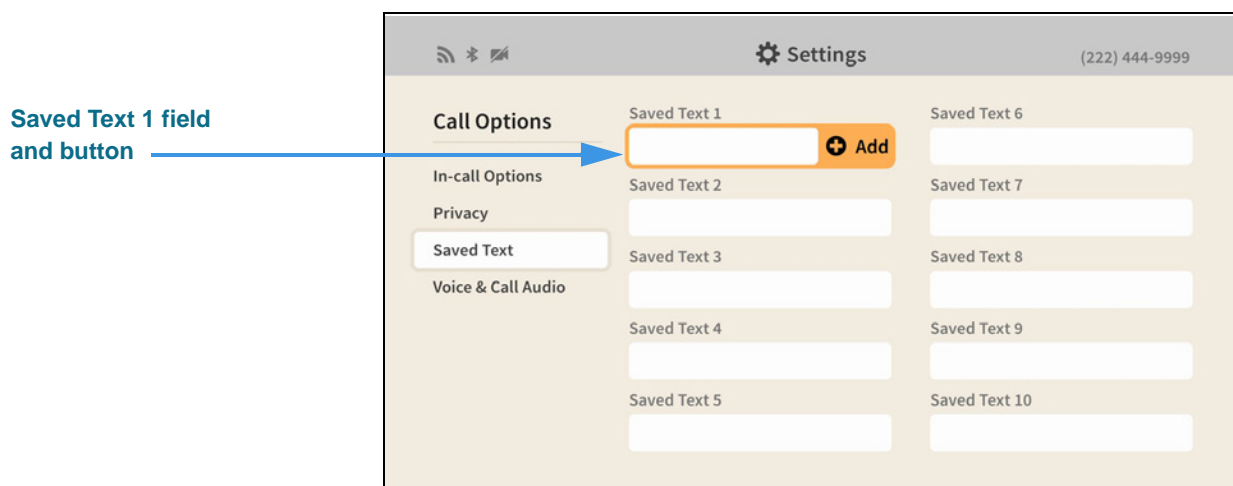 Settings
(222) 444-9999
Saved Text 1 field
and button
Call Options
In-call Options
Privacy
Saved Text
Voice & Call Audio
Saved Text 1
Add
Saved Text 2
Saved Text 3
Saved Text 4
Saved Text 5
Saved Text 6
Saved Text 7
Saved Text 8
Saved Text 9
Saved Text 10